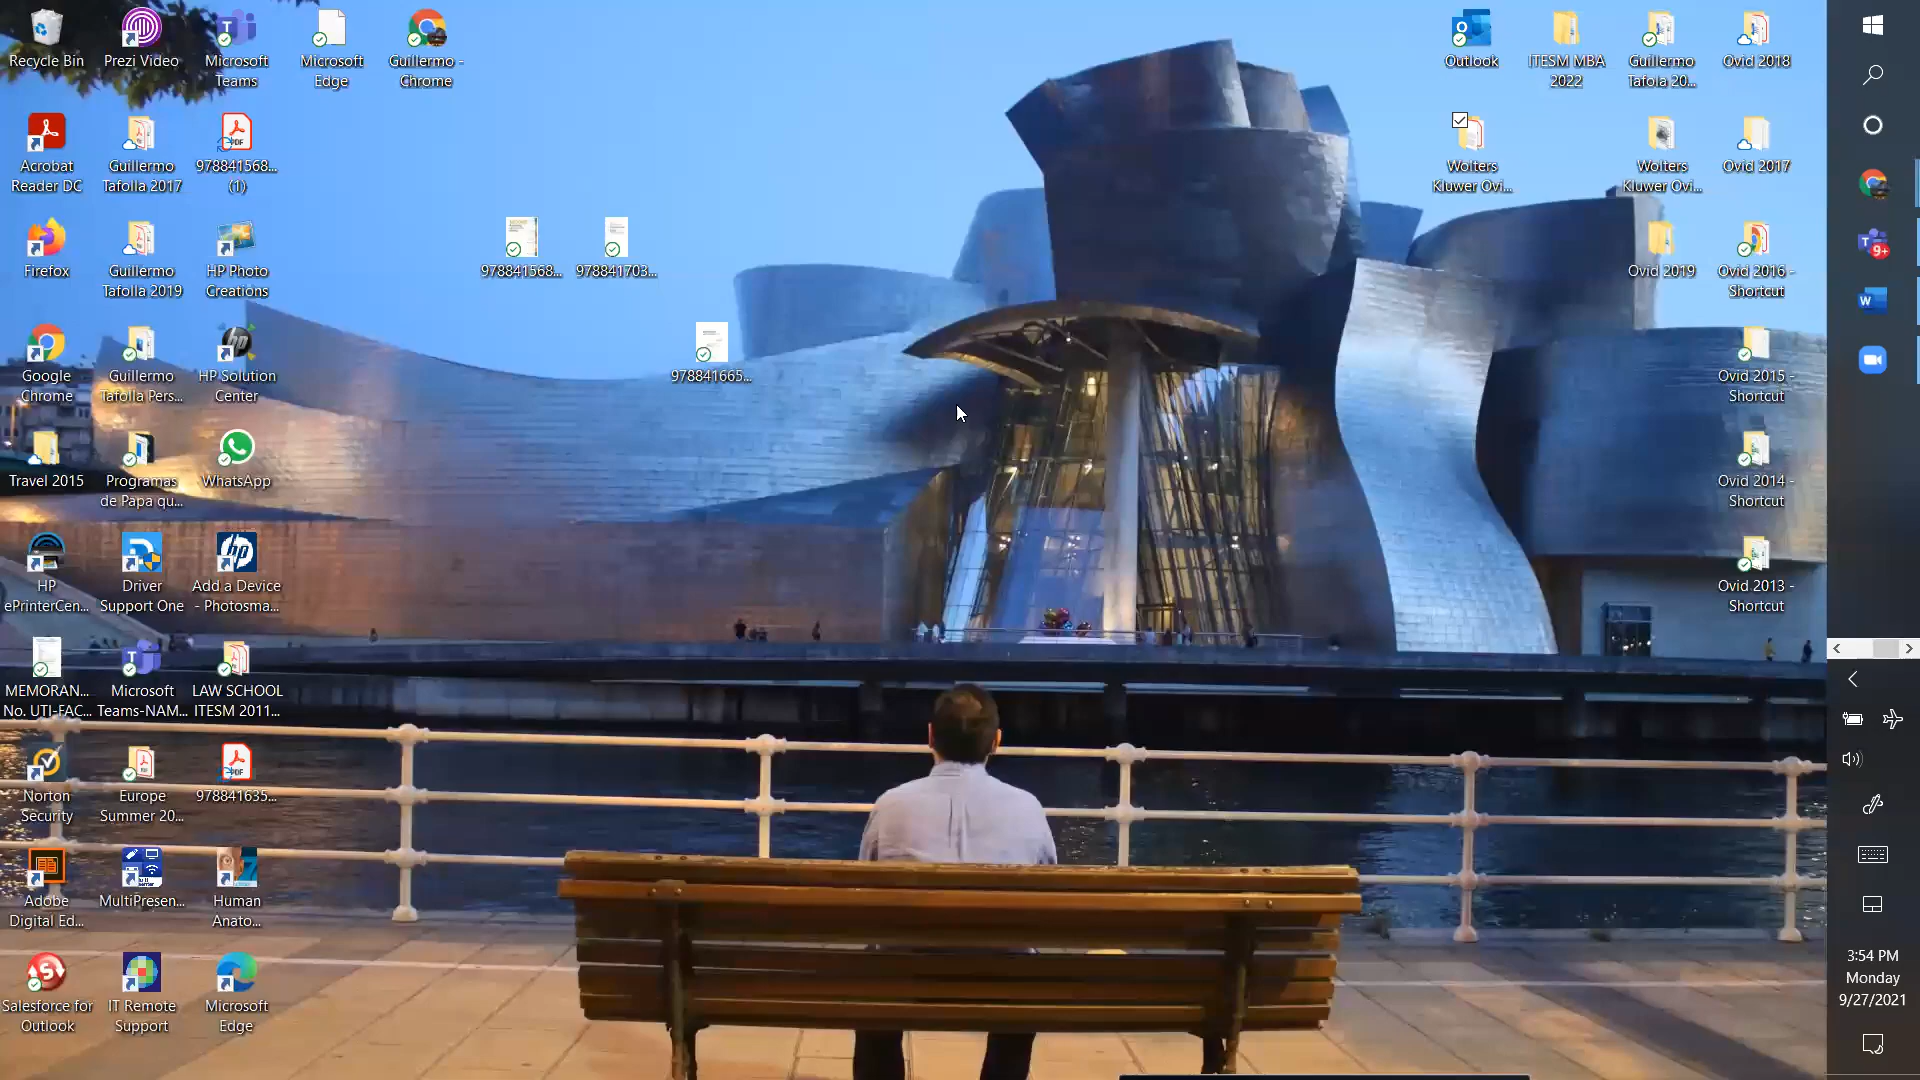 Recycle Bin
Prezi Video
Microsoft
Teams
Microsoft
Edge
Guillermo -
Chrome
Outlook
ITESM MBA
2022
Guillermo
Tafola 20...
Ovid 2018
Acrobat
Reader DC
Guillermo
Tafolla 2017
978841568...
(1)
Wolters
Kluwer Ovi...
Wolters
Kluwer Ovi...
Ovid 2017
Firefox
Guillermo
Tafolla 2019
HP Photo
Creations
978841568...
978841703...
Ovid 2019
Ovid 2016 -
Shortcut
9+
Google
Chrome
Guillermo
Tafolla Pers...
HP Solution
Center
978841665...
Ovid 2015 -
Shortcut
Travel 2015
Programas
de Papa qu...
WhatsApp
Ovid 2014 -
Shortcut
HP
ePrinterCen...
Driver
Support One
Add a Device
- Photosma...
Ovid 2013 -
Shortcut
MEMORAN...
No. UTI-FAC...
Microsoft
Teams-NAM...
LAW SCHOOL
ITESM 2011...
Norton
Security
Europe
Summer 20...
978841635...
Adobe
Digital Ed...
MultiPresen...
Human
Anato...
Salesforce for
Outlook
IT Remote
Support
Microsoft
Edge
3:54 PM
Monday
9/27/2021